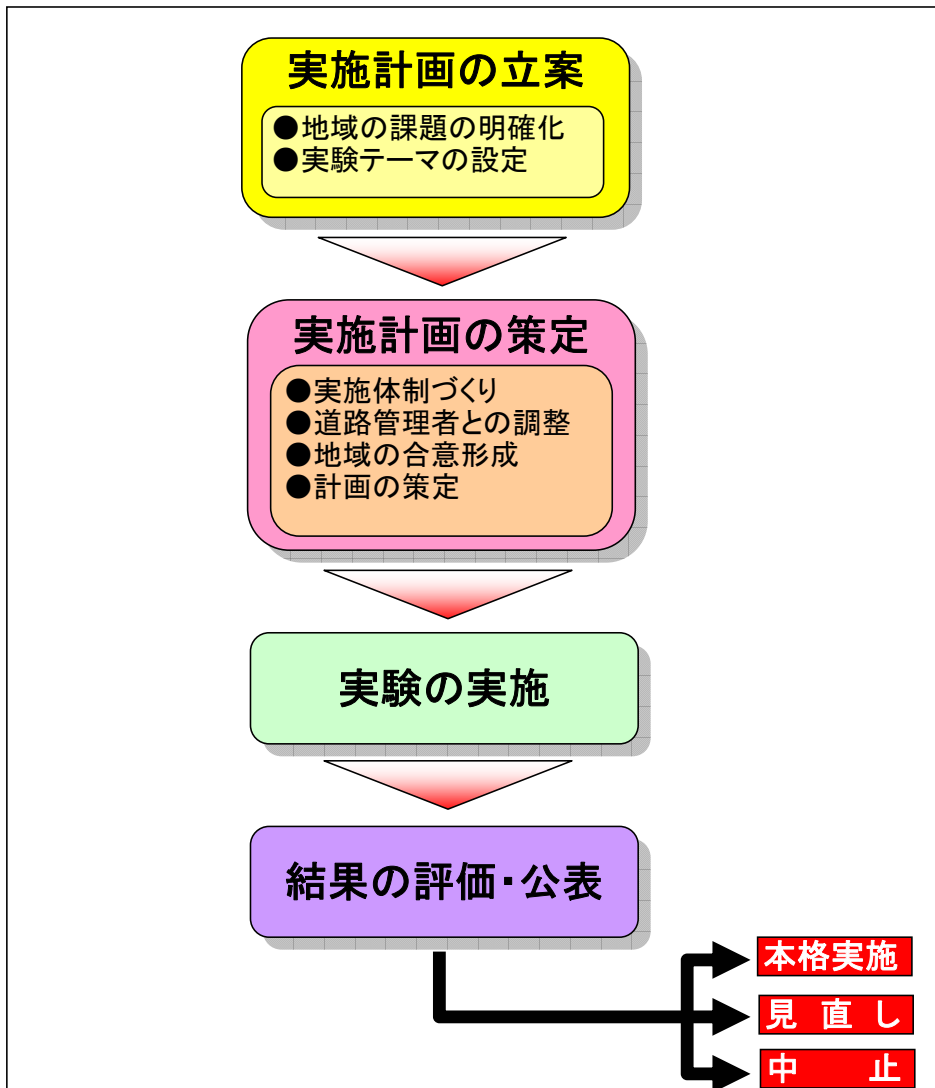 実施計画の立案
●地域の課題の明確化
●実験テーマの設定
実施計画の策定
●実施体制づくり
●道路管理者との調整
●地域の合意形成
●計画の策定
実験の実施
結果の評価・公表
本格実施
見 直 し
中 止